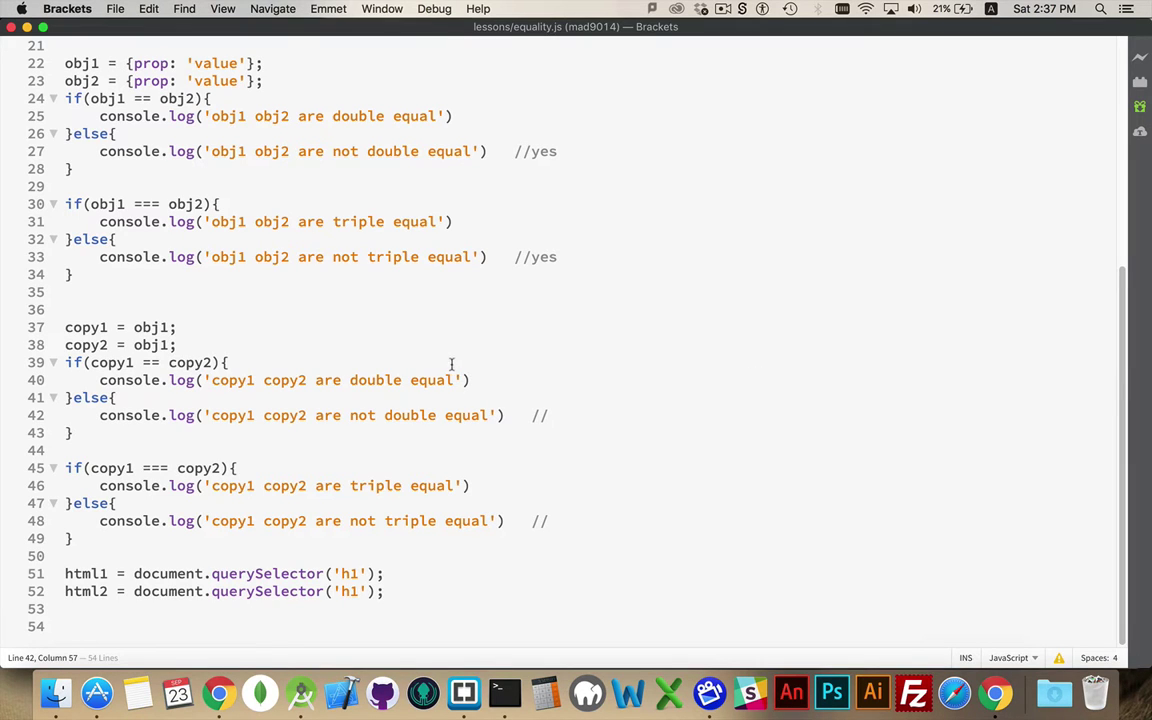 Brackets File Edit Find View Navigate Emmet Window Debug Help 21% A Sat 2:37 PM
lessons/equality.js (mad9014) — Brackets
21
22 obj1 = {prop: 'value'};
23 obj2 = {prop: 'value'};
24 if(obj1 == obj2){
25 console.log('obj1 obj2 are double equal')
26 }else{
27 console.log('obj1 obj2 are not double equal') //yes
28 }
29
30 if(obj1 === obj2){
31 console.log('obj1 obj2 are triple equal')
32 }else{
33 console.log('obj1 obj2 are not triple equal') //yes
34 }
35
36
37 copy1 = obj1;
38 copy2 = obj1;
39 if(copy1 == copy2){
40 console.log('copy1 copy2 are double equal')
41 }else{
42 console.log('copy1 copy2 are not double equal') //
43 }
44
45 if(copy1 === copy2){
46 console.log('copy1 copy2 are triple equal')
47 }else{
48 console.log('copy1 copy2 are not triple equal') //
49 }
50
51 html1 = document.querySelector('h1');
52 html2 = document.querySelector('h1');
53
54
Line 42, Column 57 — 54 Lines INS JavaScript Spaces: 4
SEP
23
An Ps Ai Fz